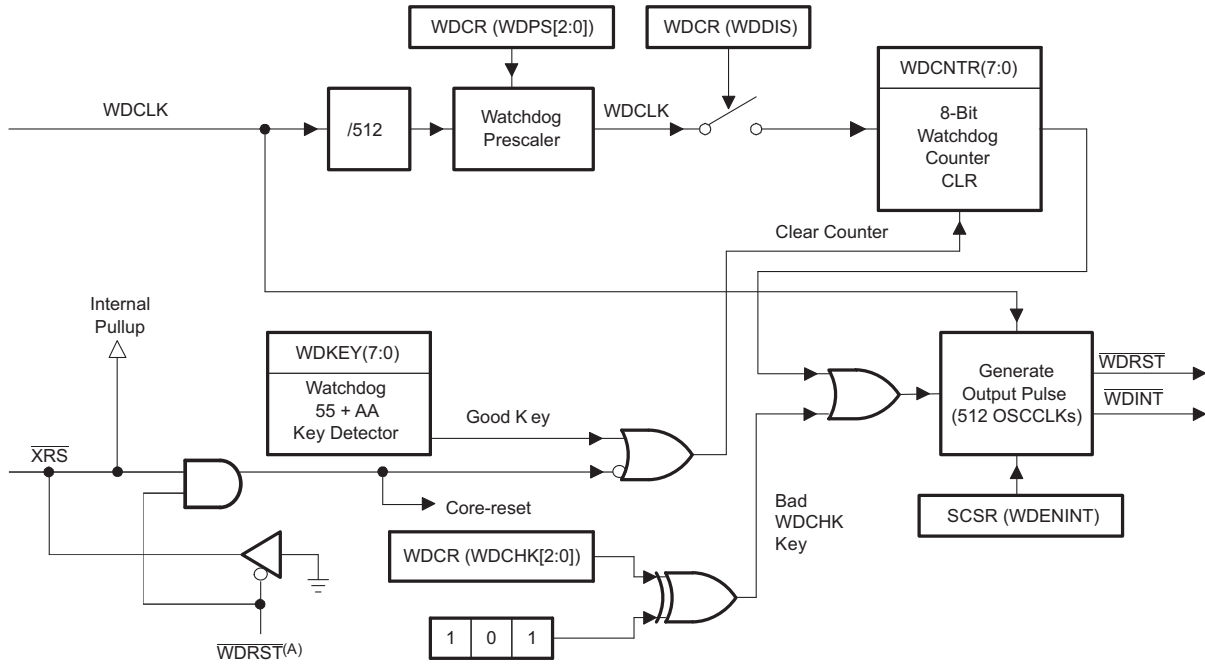 WDCR (WDPS[2:0])
WDCR (WDDIS)
WDCNTR(7:0)
WDCLK
/512
Watchdog
Prescaler
WDCLK
8-Bit
Watchdog
Counter
CLR
Clear Counter
Internal
Pullup
WDKEY(7:0)
Watchdog
55 + AA
Key Detector
Good Key
Generate
Output Pulse
(512 OSCCLKs)
WDRST
WDINT
XRS
Core-reset
Bad
WDCHK
Key
SCSR (WDENINT)
WDCR (WDCHK[2:0])
1 0 1
WDRST(A)